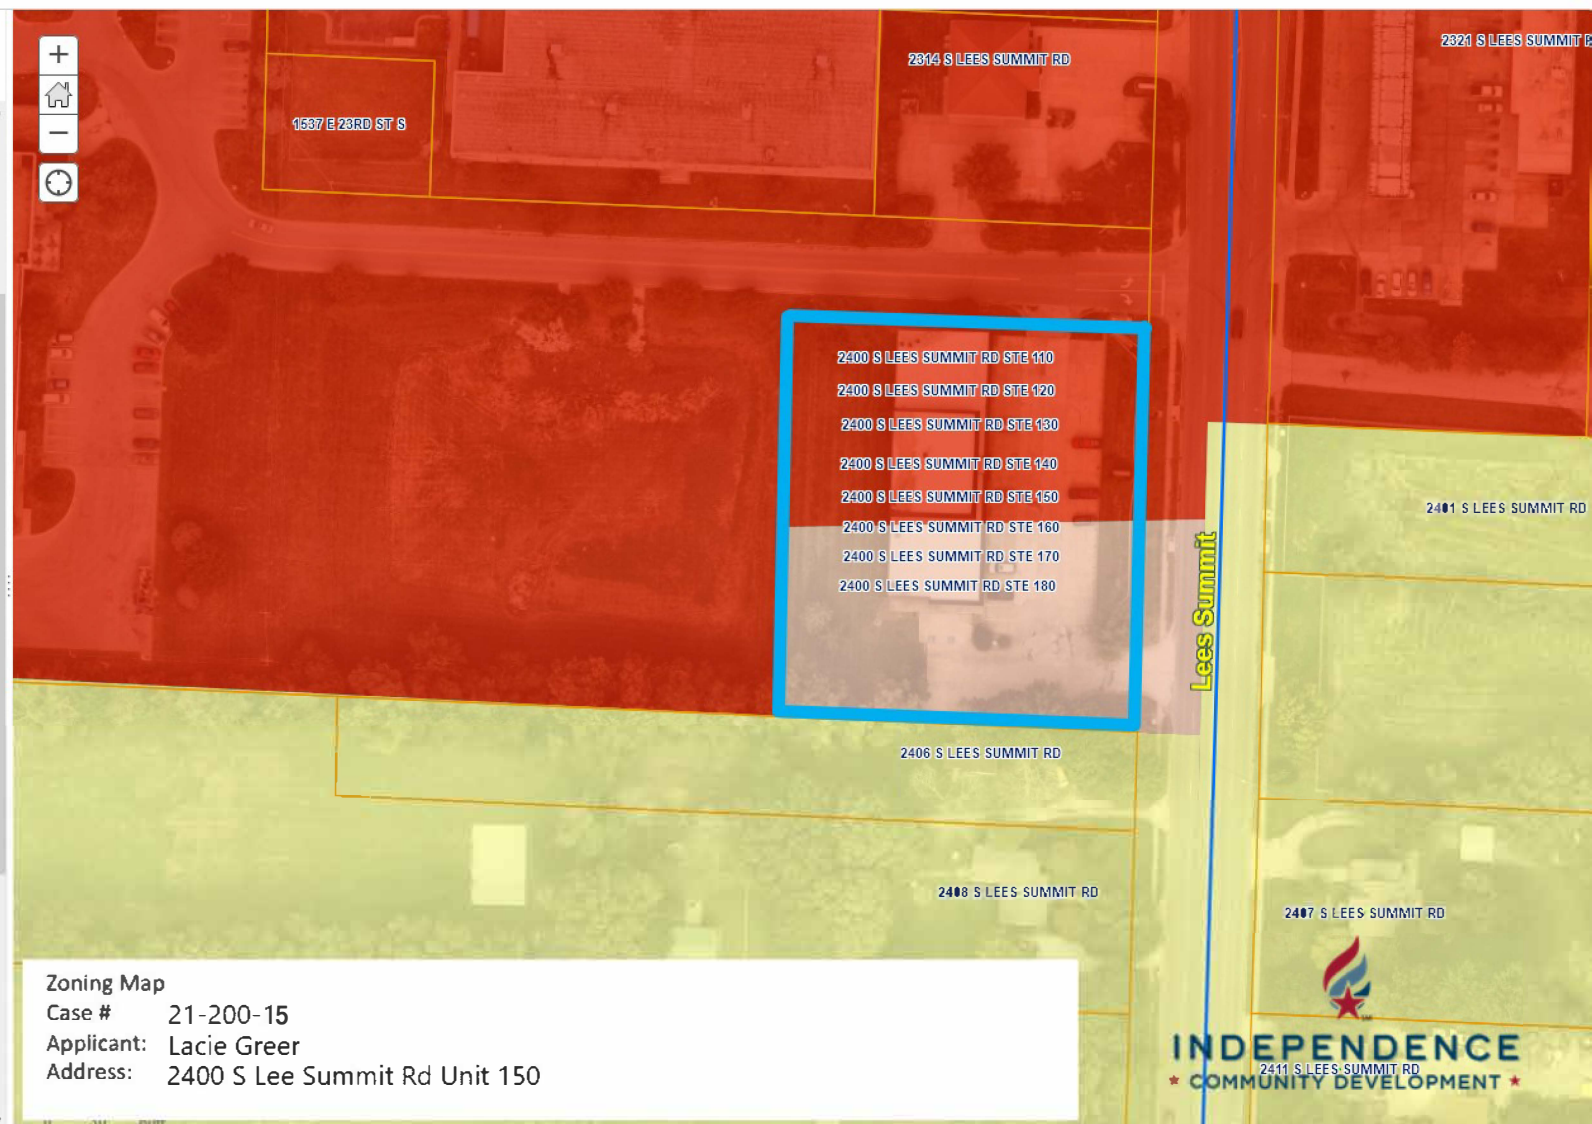 2314 S LEES SUMMIT RD
2321 S LEES SUMMIT
1537 E 23RD ST S
2400 S LEES SUMMIT RD STE 110
2400 S LEES SUMMIT RD STE 120
2400 S LEES SUMMIT RD STE 130
2400 S LEES SUMMIT RD STE 140
2400 S LEES SUMMIT RD STE 150
2400 S LEES SUMMIT RD STE 160
2400 S LEES SUMMIT RD STE 170
2400 S LEES SUMMIT RD STE 180
2401 S LEES SUMMIT RD
Lees Summit
2406 S LEES SUMMIT RD
2408 S LEES SUMMIT RD
2407 S LEES SUMMIT RD
Zoning Map
Case # 21-200-15
Applicant: Lacie Greer
Address: 2400 S Lee Summit Rd Unit 150
INDEPENDENCE
2411 S LEES SUMMIT RD
COMMUNITY DEVELOPMENT